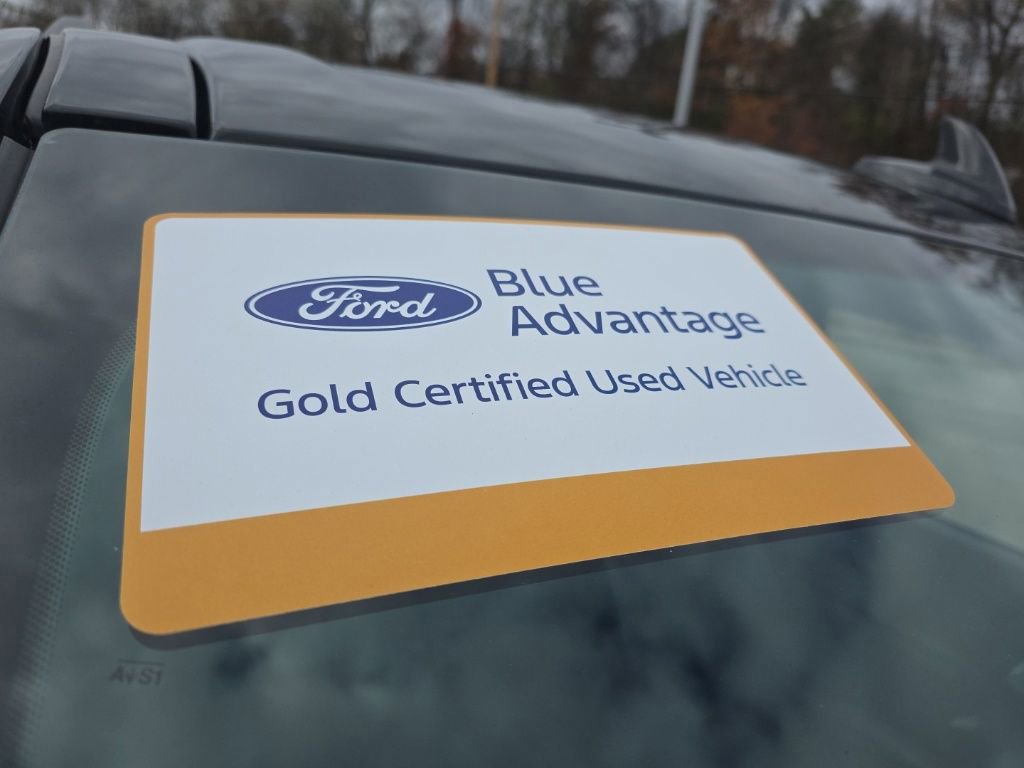 Ford
Blue
Advantage
Gold Certified Used Vehicle
AS1